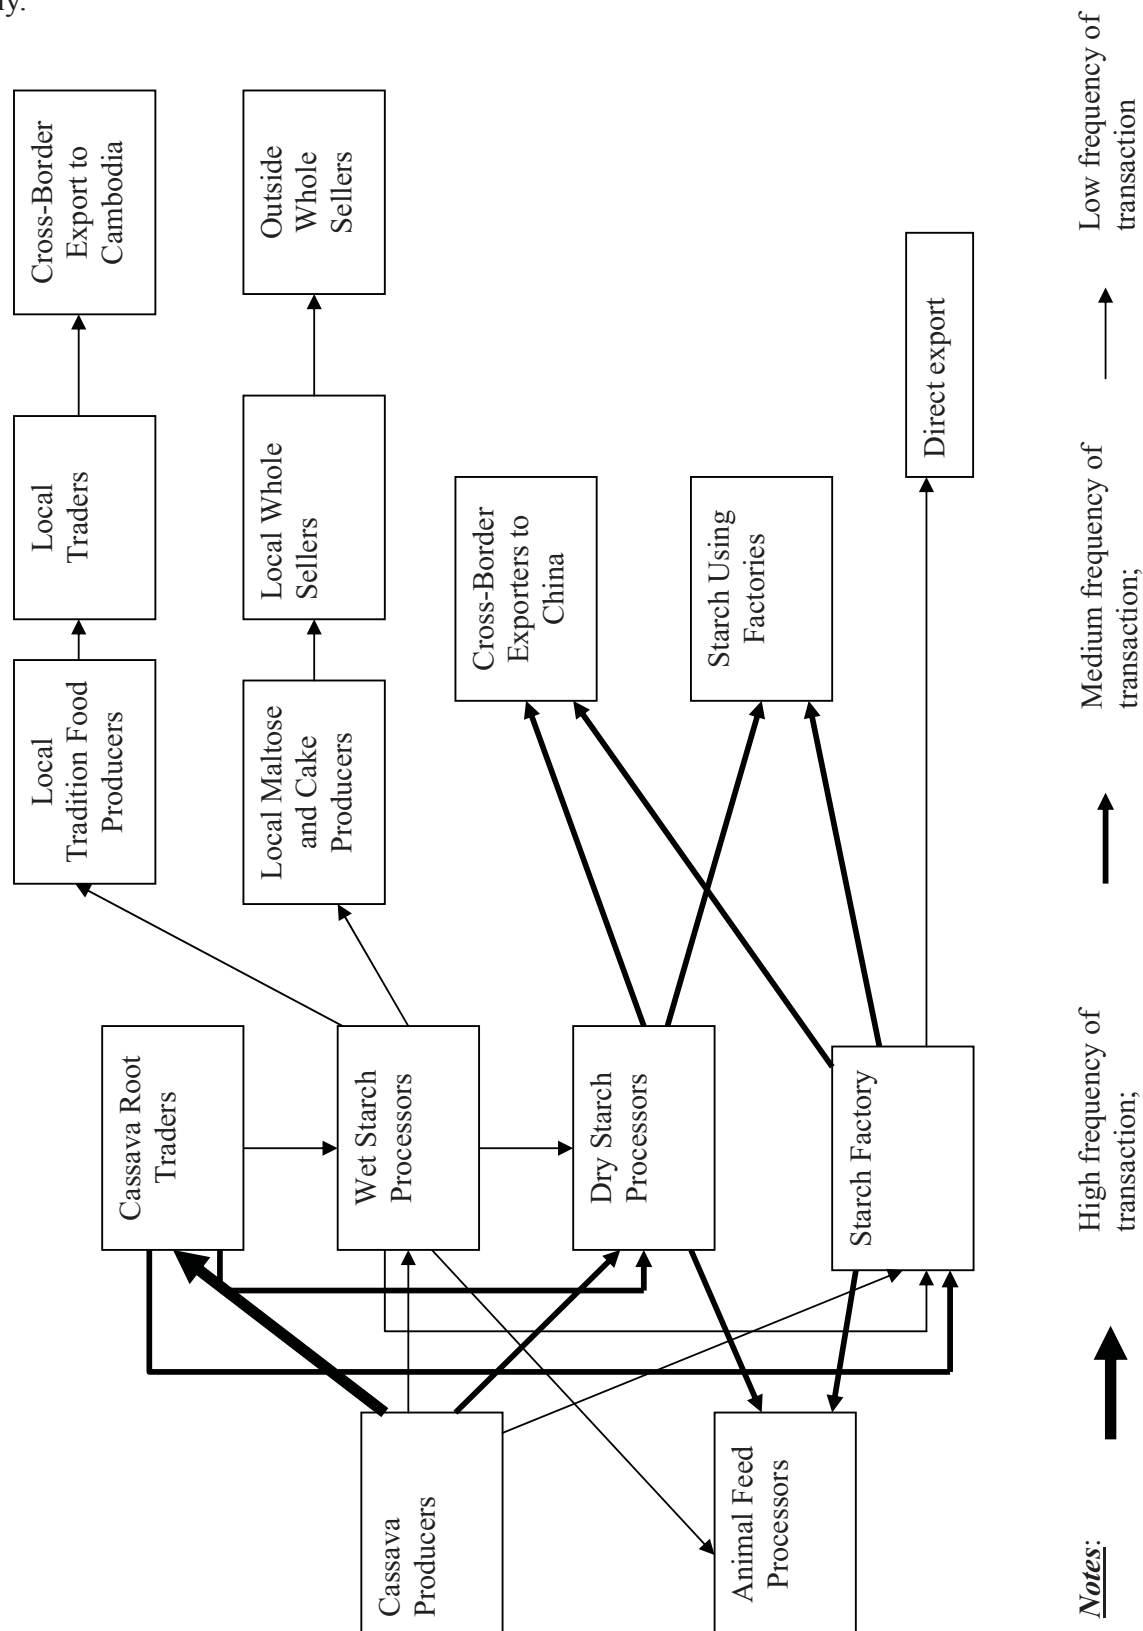 ly.
Cross-Border
Export to
Cambodia
Local
Traders
Local
Tradition Food
Producers
Outside
Whole
Sellers
Local Whole
Sellers
Local Maltose
and Cake
Producers
Cassava Root
Traders
Cross-Border
Exporters to
China
Wet Starch
Processors
Starch Using
Factories
Dry Starch
Processors
Direct export
Starch Factory
Cassava
Producers
Animal Feed
Processors
Notes:
High frequency of
transaction;
Medium frequency of
transaction;
Low frequency of
transaction